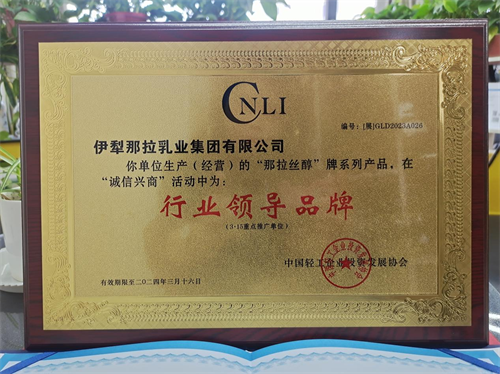 CNLI
编号：[展]GLD2023A026
伊犁那拉乳业集团有限公司
你单位生产（经营）的“那拉丝醇”牌系列产品，在
“诚信兴商”活动中为：
行业领导品牌
（3·15重点推广单位）
中国轻工企业投资发展协会
有效期限至二〇二四年三月十六日